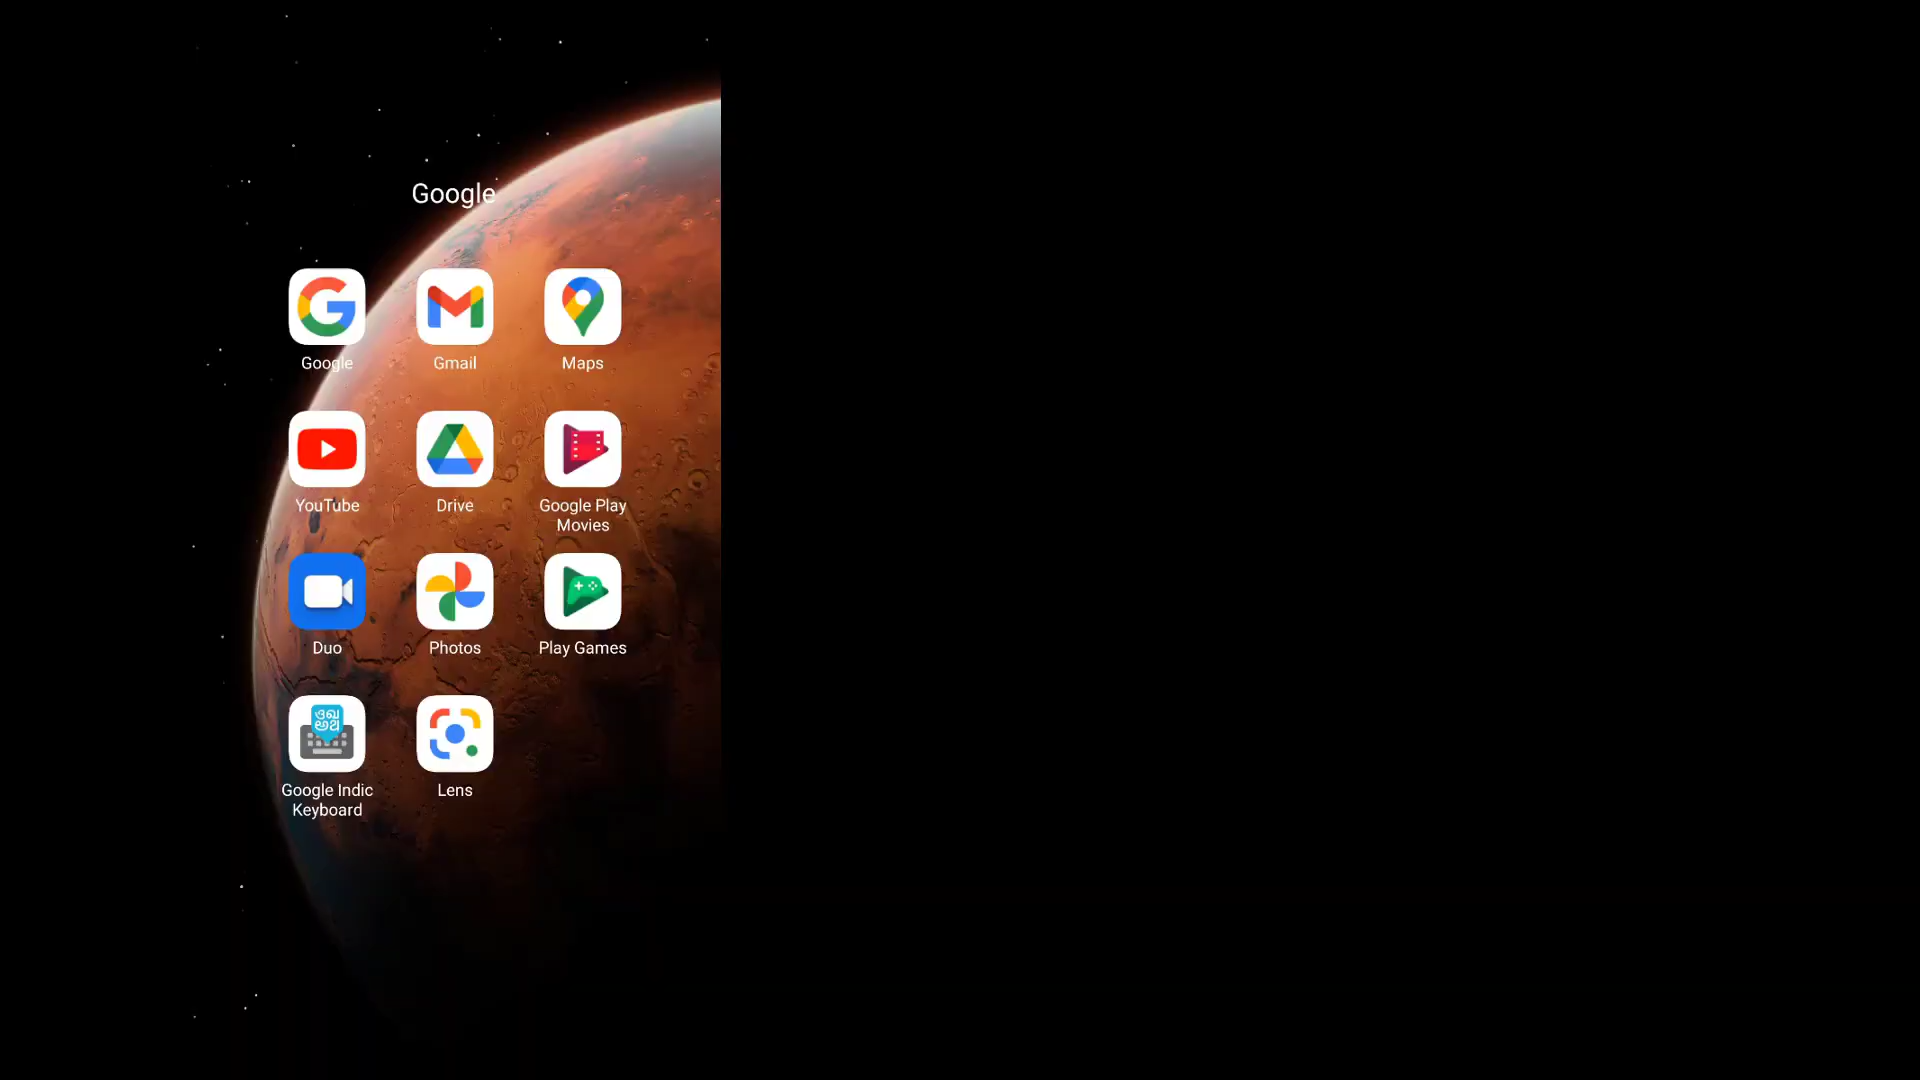 Google
Google
Gmail
Maps
YouTube
Drive
Google Play
Movies
Duo
Photos
Play Games
Google Indic
Keyboard
Lens